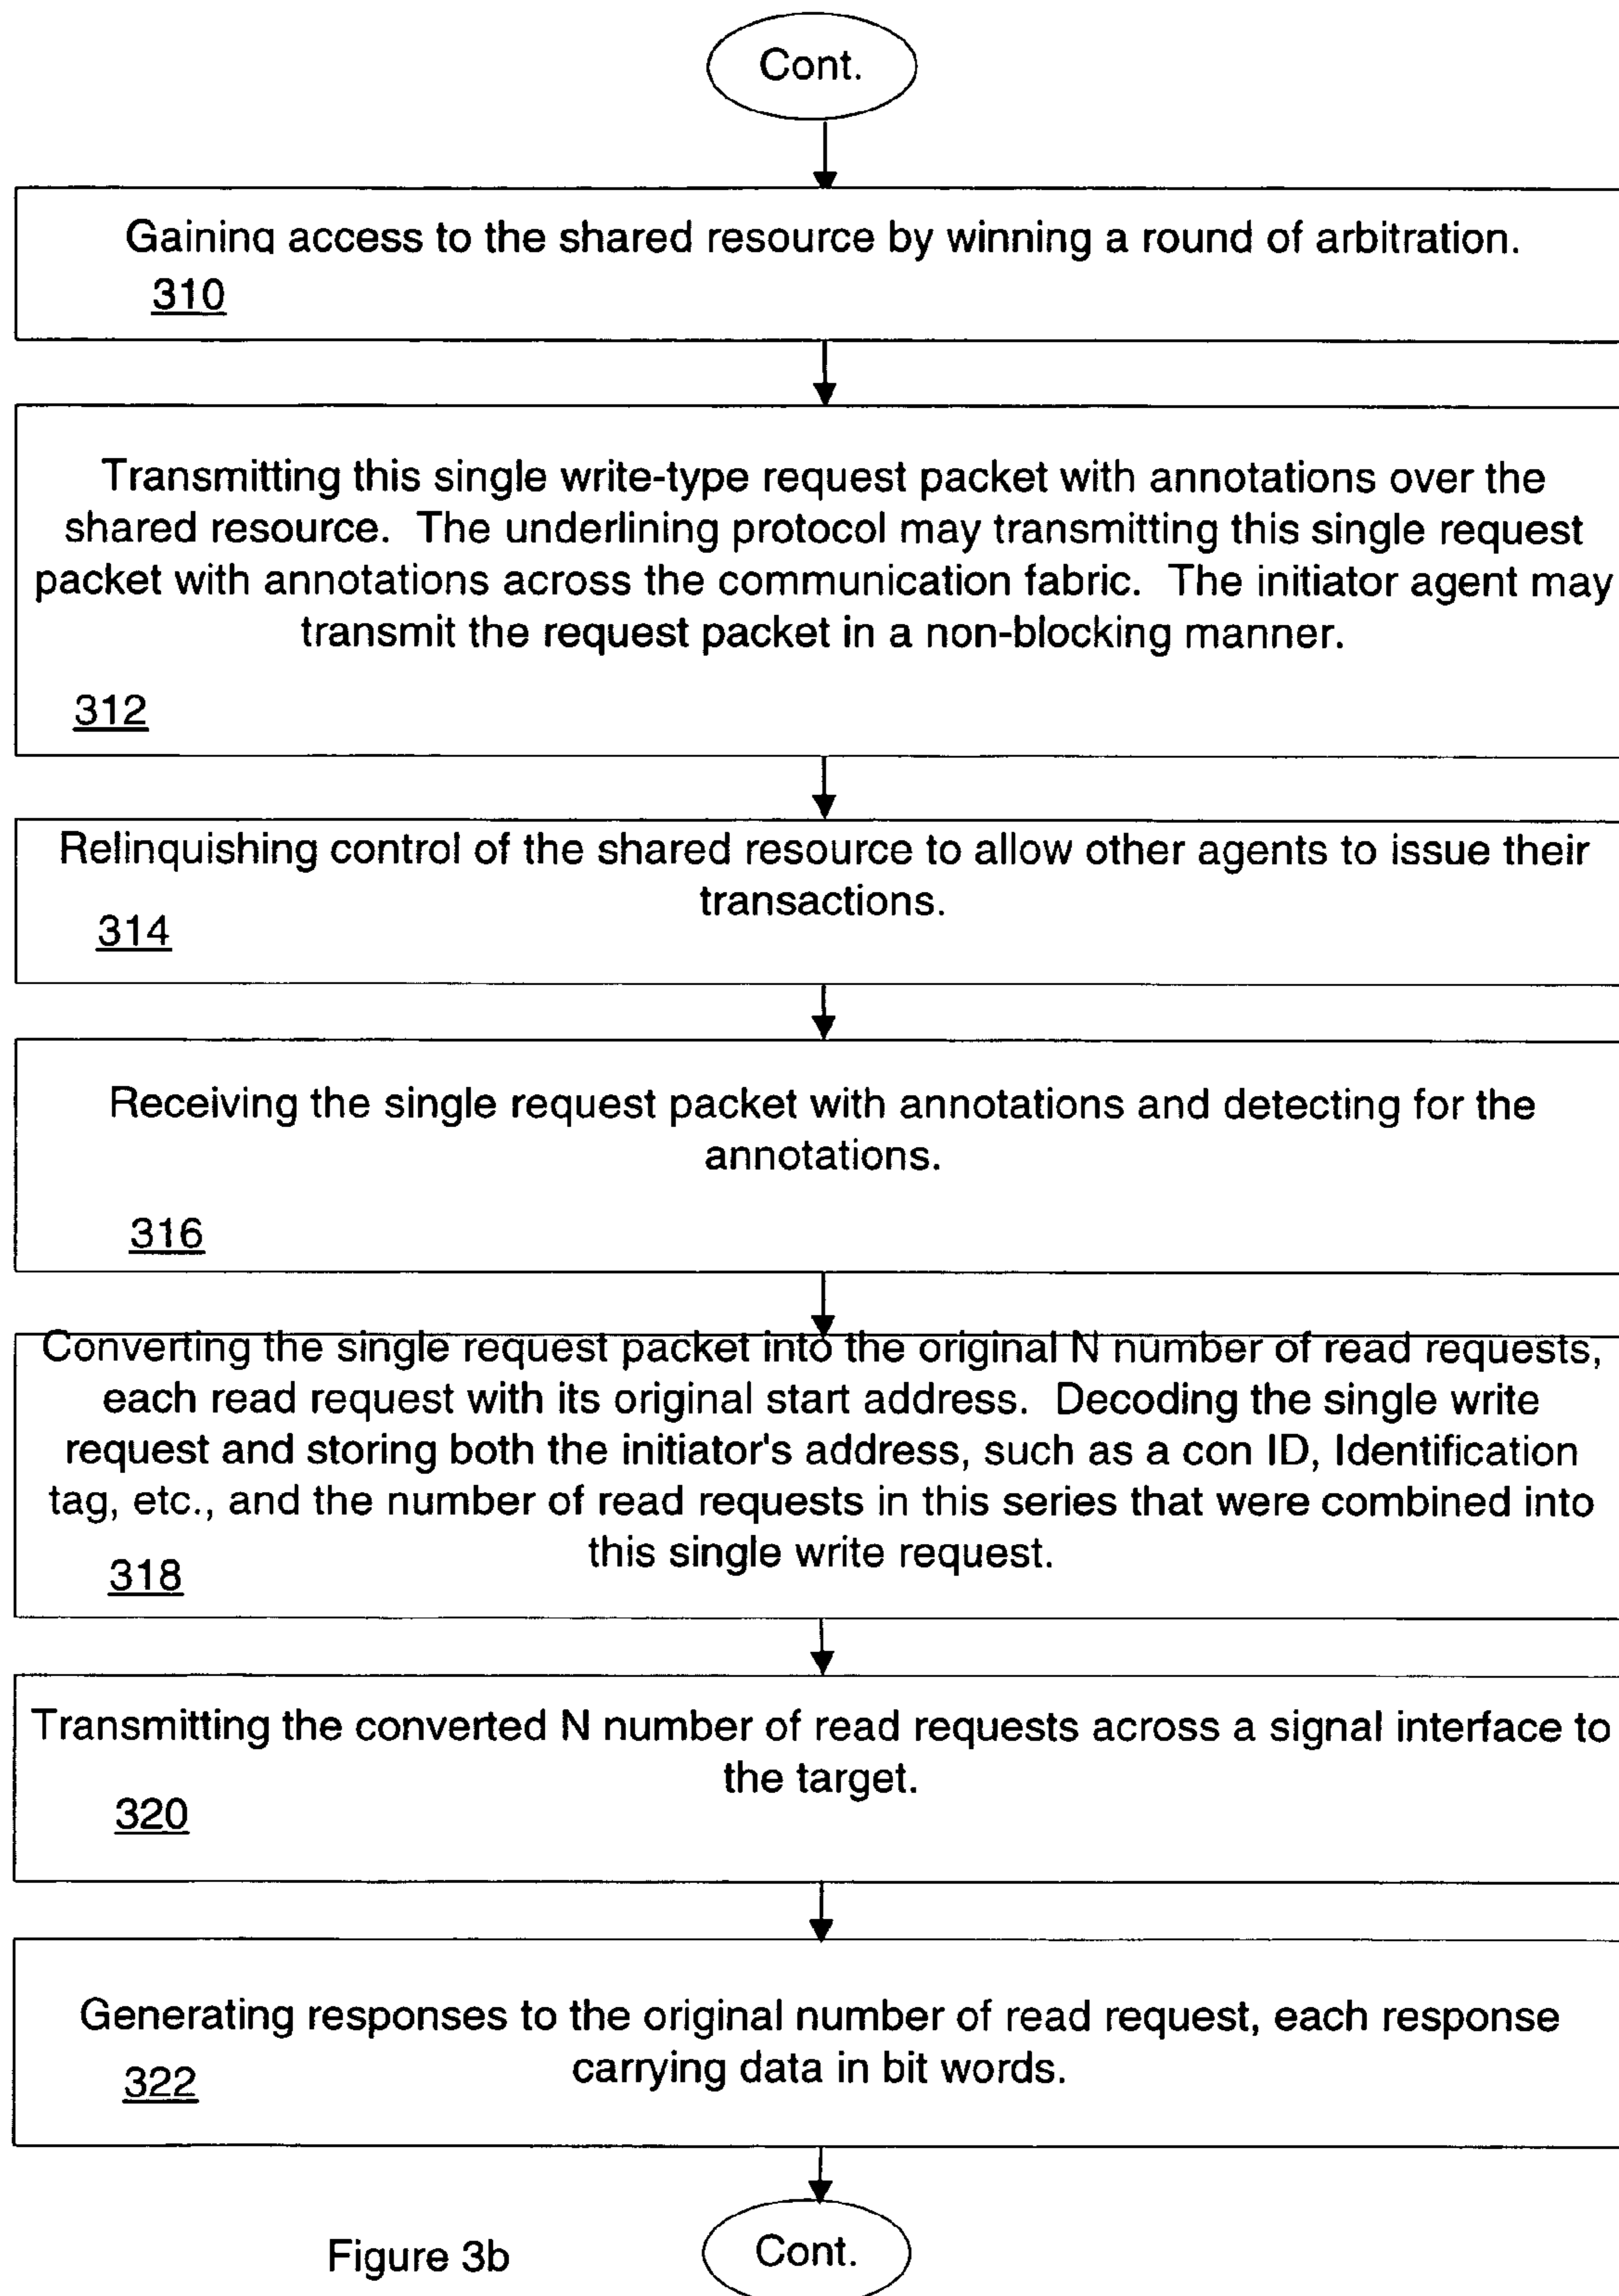 Cont.
Gaining access to the shared resource by winning a round of arbitration.
310
Transmitting this single write-type request packet with annotations over the
shared resource. The underlining protocol may transmitting this single request
packet with annotations across the communication fabric. The initiator agent may
transmit the request packet in a non-blocking manner.
312
Relinquishing control of the shared resource to allow other agents to issue their
transactions.
314
Receiving the single request packet with annotations and detecting for the
annotations.
316
Converting the single request packet into the original N number of read requests,
each read request with its original start address. Decoding the single write
request and storing both the initiator's address, such as a con ID, Identification
tag, etc., and the number of read requests in this series that were combined into
this single write request.
318
Transmitting the converted N number of read requests across a signal interface to
the target.
320
Generating responses to the original number of read request, each response
carrying data in bit words.
322
Cont.
Figure 3b